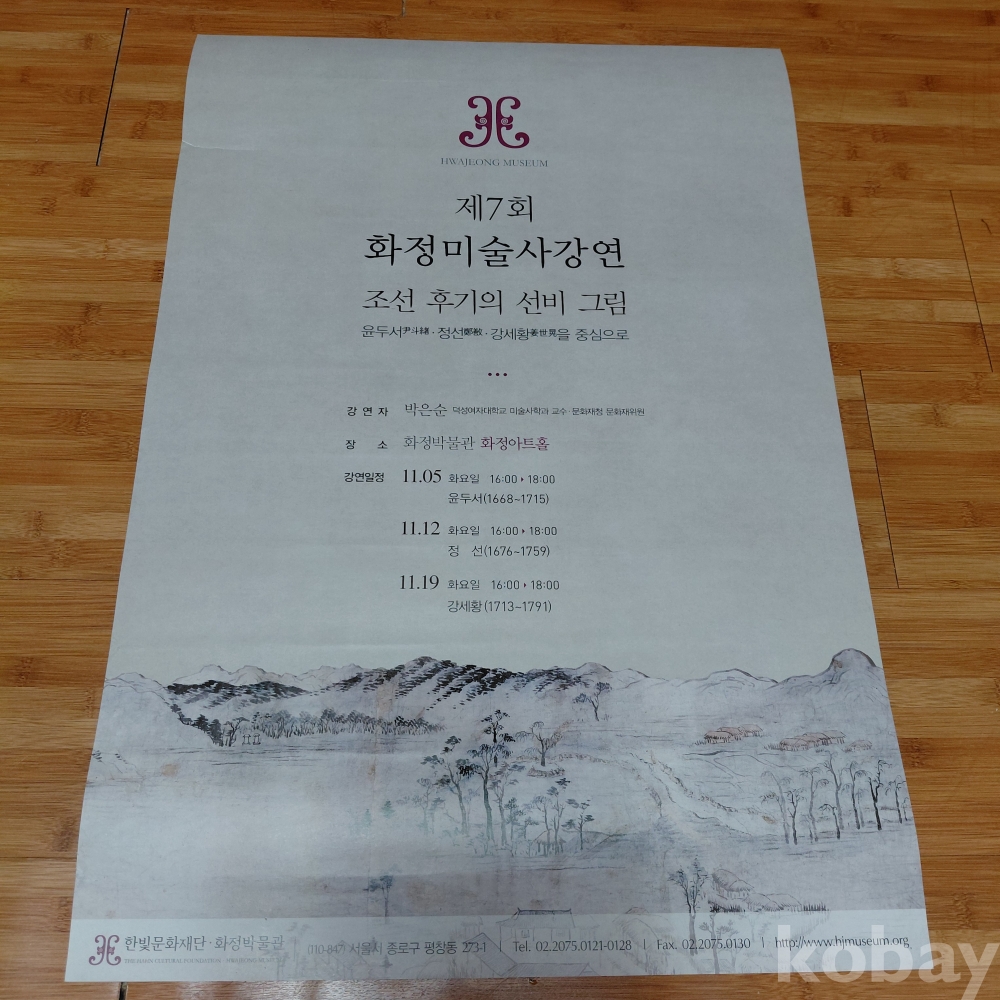 HWAJEONG MUSEUM
제7회
화정미술사강연
조선 후기의 선비 그림
윤두서尹斗緖·정선鄭敾·강세황姜世晃을 중심으로
강연자 박은순 덕성여자대학교 미술사학과 교수·문화재청 문화재위원
장소 화정박물관 화정아트홀
강연일정 11.05 화요일 16:00▸18:00
윤두서(1668~1715)
11.12 화요일 16:00▸18:00
정 선(1676~1759)
11.19 화요일 16:00▸18:00
강세황(1713~1791)
한빛문화재단·화정박물관
THE HAHN CULTURAL FOUNDATION · HWAJEONG MUSEUM
(110-847) 서울시 종로구 평창동 273-1 | Tel. 02.2075.0121-0128 | Fax. 02.2075.0130 | http://www.hjmuseum.org
kobay